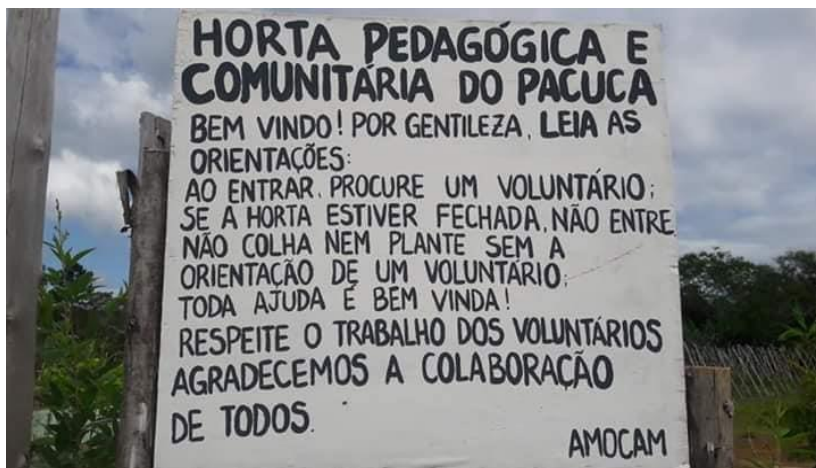 HORTA PEDAGÓGICA E
COMUNITÁRIA DO PACUCA
BEM VINDO! POR GENTILEZA, LEIA AS
ORIENTAÇÕES:
AO ENTRAR, PROCURE UM VOLUNTÁRIO;
SE A HORTA ESTIVER FECHADA, NÃO ENTRE
NÃO COLHA NEM PLANTE SEM A
ORIENTAÇÃO DE UM VOLUNTÁRIO;
TODA AJUDA É BEM VINDA!
RESPEITE O TRABALHO DOS VOLUNTÁRIOS
AGRADECEMOS A COLABORAÇÃO
DE TODOS.
AMOCAM